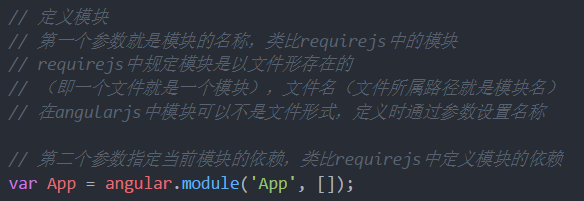 // 定义模块
// 第一个参数就是模块的名称，类比requirejs中的模块
// requirejs中规定模块是以文件形存在的
// （即一个文件就是一个模块），文件名（文件所属路径就是模块名）
// 在angularjs中模块可以不是文件形式，定义时通过参数设置名称
// 第二个参数指定当前模块的依赖，类比requirejs中定义模块的依赖
var App = angular.module('App', []);